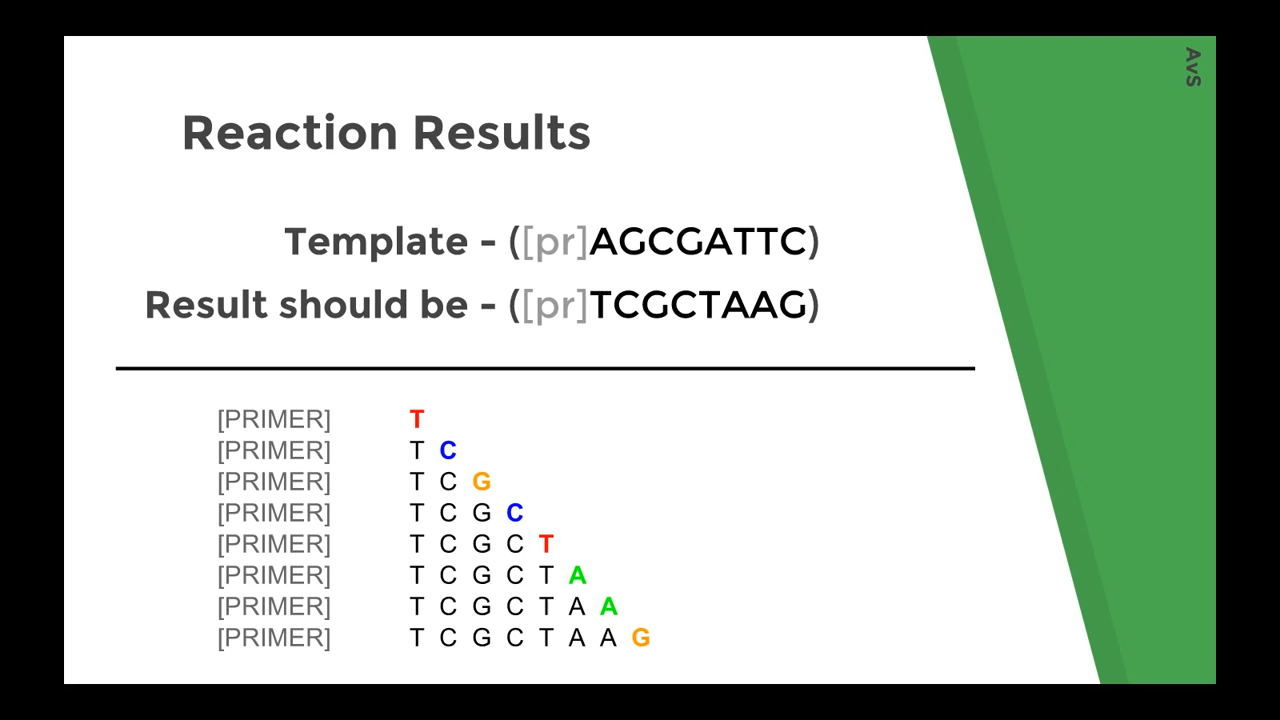 AvS
Reaction Results
Template - ([pr]AGCGATTC)
Result should be - ([pr]TCGCTAAG)
[PRIMER] T
[PRIMER] T C
[PRIMER] T C G
[PRIMER] T C G C
[PRIMER] T C G C T
[PRIMER] T C G C T A
[PRIMER] T C G C T A A
[PRIMER] T C G C T A A G